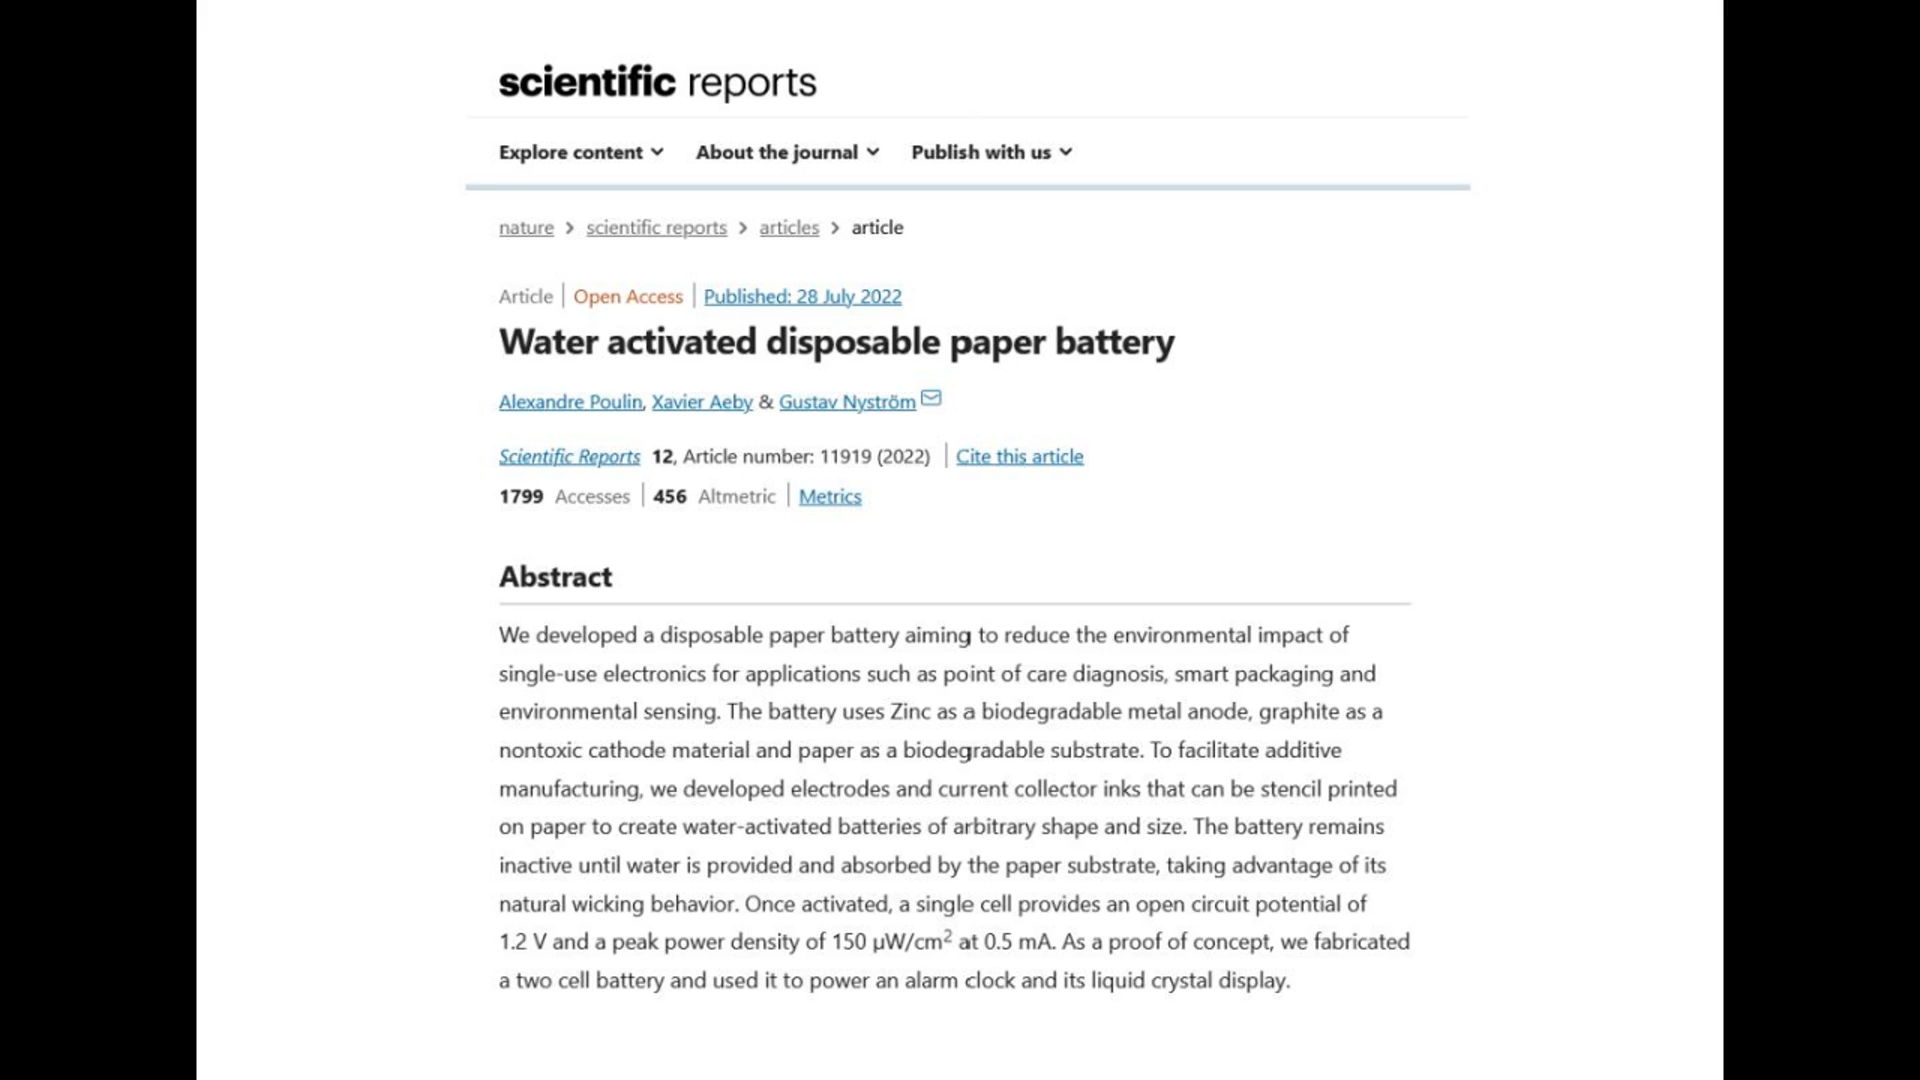 scientific reports
Explore content About the journal Publish with us
nature > scientific reports > articles > article
Article | Open Access | Published: 28 July 2022
Water activated disposable paper battery
Alexandre Poulin, Xavier Aeby & Gustav Nyström
Scientific Reports 12, Article number: 11919 (2022) | Cite this article
1799 Accesses | 456 Altmetric | Metrics
Abstract
We developed a disposable paper battery aiming to reduce the environmental impact of
single-use electronics for applications such as point of care diagnosis, smart packaging and
environmental sensing. The battery uses Zinc as a biodegradable metal anode, graphite as a
nontoxic cathode material and paper as a biodegradable substrate. To facilitate additive
manufacturing, we developed electrodes and current collector inks that can be stencil printed
on paper to create water-activated batteries of arbitrary shape and size. The battery remains
inactive until water is provided and absorbed by the paper substrate, taking advantage of its
natural wicking behavior. Once activated, a single cell provides an open circuit potential of
1.2 V and a peak power density of 150 µW/cm² at 0.5 mA. As a proof of concept, we fabricated
a two cell battery and used it to power an alarm clock and its liquid crystal display.